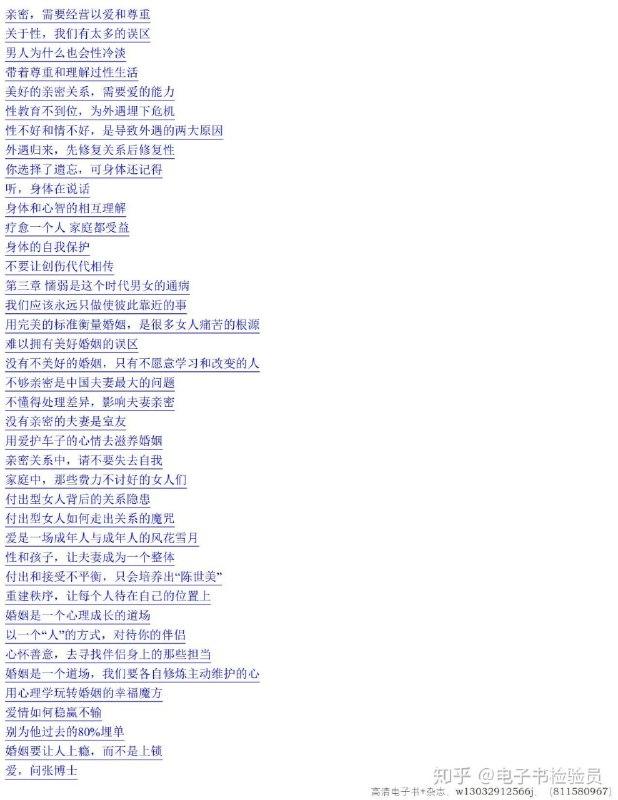 亲密，需要经营以爱和尊重
关于性，我们有太多的误区
男人为什么也会性冷淡
带着尊重和理解过性生活
美好的亲密关系，需要爱的能力
性教育不到位，为外遇埋下危机
性不好和情不好，是导致外遇的两大原因
外遇归来，先修复关系后修复性
你选择了遗忘，可身体还记得
听，身体在说话
身体和心智的相互理解
疗愈一个人 家庭都受益
身体的自我保护
不要让创伤代代相传
第三章 懦弱是这个时代男女的通病
我们应该永远只做使彼此靠近的事
用完美的标准衡量婚姻，是很多女人痛苦的根源
难以拥有美好婚姻的误区
没有不美好的婚姻，只有不愿意学习和改变的人
不够亲密是中国夫妻最大的问题
不懂得处理差异，影响夫妻亲密
没有亲密的夫妻是室友
用爱护车子的心情去滋养婚姻
亲密关系中，请不要失去自我
家庭中，那些费力不讨好的女人们
付出型女人背后的关系隐患
付出型女人如何走出关系的魔咒
爱是一场成年人与成年人的风花雪月
性和孩子，让夫妻成为一个整体
付出和接受不平衡，只会培养出“陈世美”
重建秩序，让每个人待在自己的位置上
婚姻是一个心理成长的道场
以一个“人”的方式，对待你的伴侣
心怀善意，去寻找伴侣身上的那些担当
婚姻是一个道场，我们要各自修炼主动维护的心
用心理学玩转婚姻的幸福魔方
爱情如何稳赢不输
别为他过去的80%埋单
婚姻要让人上瘾，而不是上锁
爱，问张博士
知乎 @电子书检验员
高清电子书+杂志，w13032912566j，（811580967）